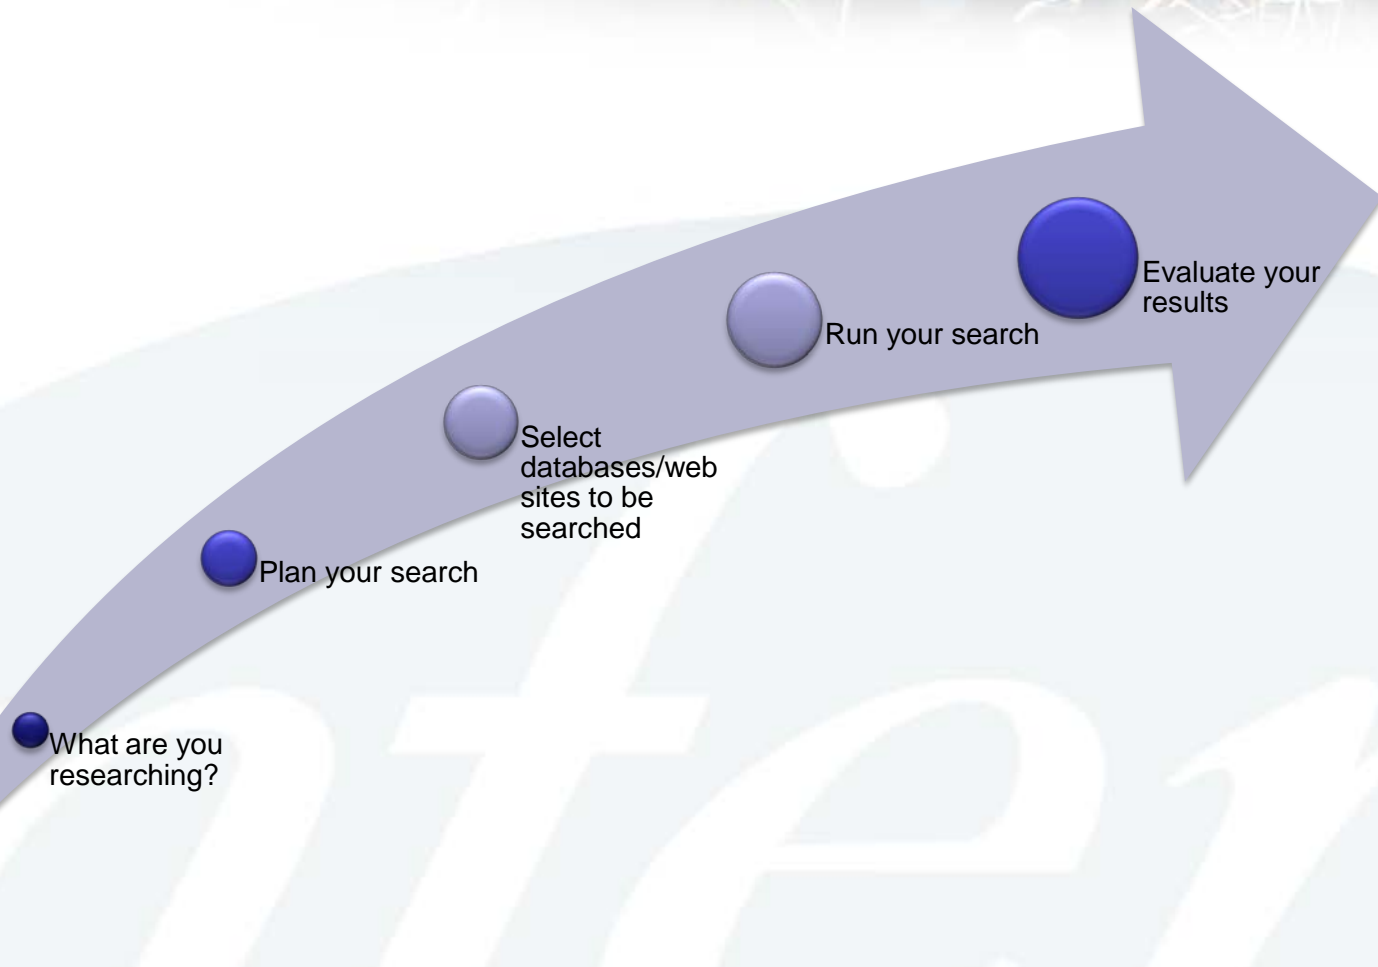 What are you
researching?
Plan your search
Select
databases/web
sites to be
searched
Run your search
Evaluate your
results